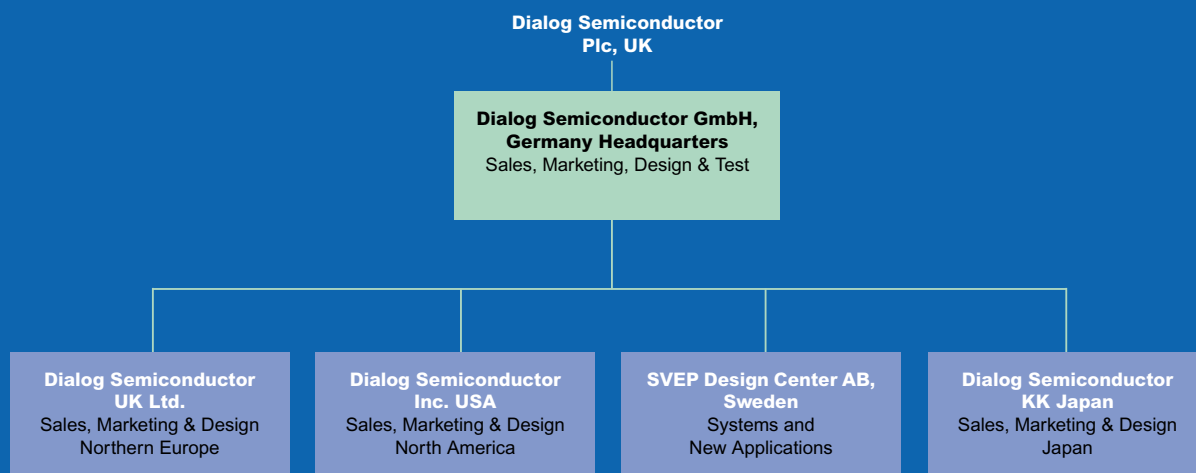 Dialog Semiconductor
Plc, UK
Dialog Semiconductor GmbH,
Germany Headquarters
Sales, Marketing, Design & Test
Dialog Semiconductor
UK Ltd.
Sales, Marketing & Design
Northern Europe
Dialog Semiconductor
Inc. USA
Sales, Marketing & Design
North America
SVEP Design Center AB,
Sweden
Systems and
New Applications
Dialog Semiconductor
KK Japan
Sales, Marketing & Design
Japan